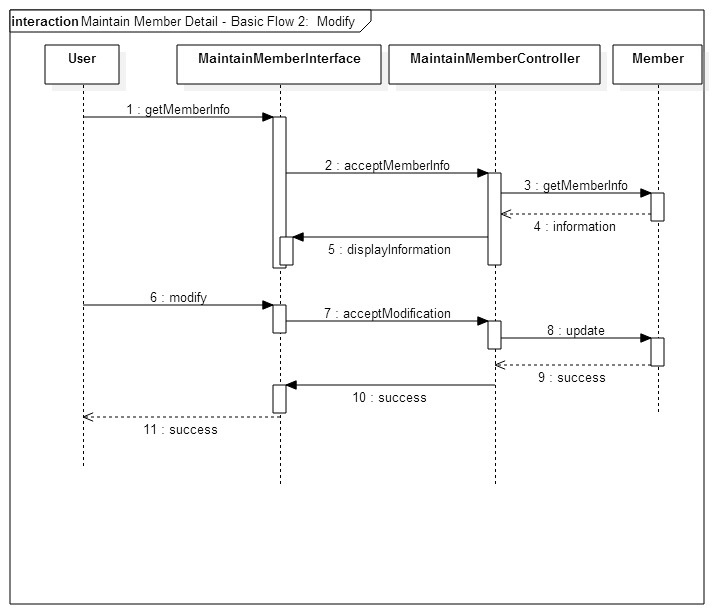 interaction Maintain Member Detail - Basic Flow 2:  Modify
User
MaintainMemberInterface
MaintainMemberController
Member
1 : getMemberInfo
2 : acceptMemberInfo
3 : getMemberInfo
4 : information
5 : displayInformation
6 : modify
7 : acceptModification
8 : update
9 : success
10 : success
11 : success